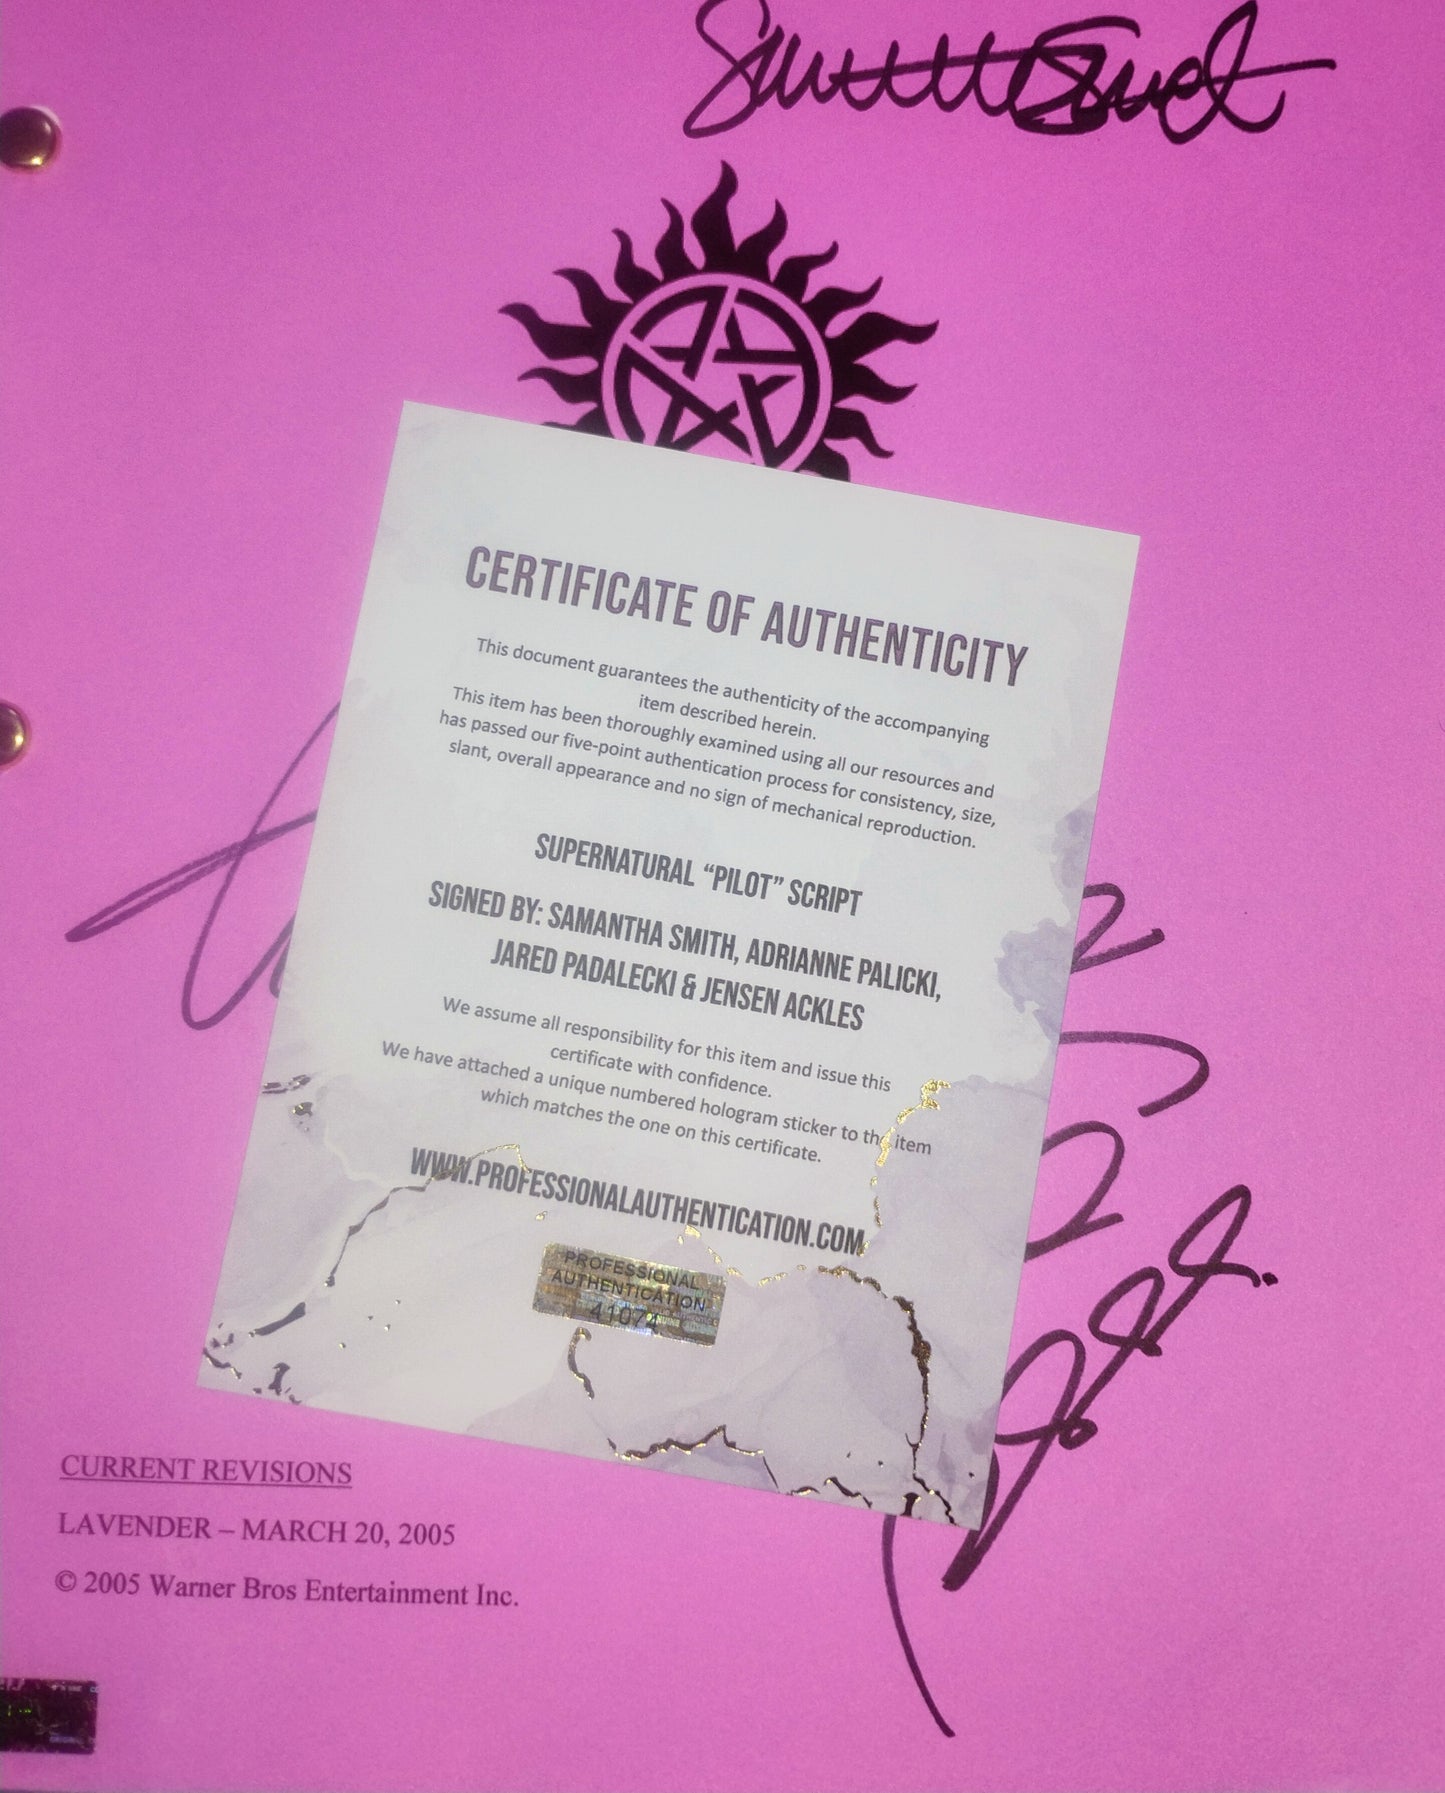 CERTIFICATE OF AUTHENTICITY
This document guarantees the authenticity of the accompanying
item described herein.
This item has been thoroughly examined using all our resources and
has passed our five-point authentication process for consistency, size,
slant, overall appearance and no sign of mechanical reproduction.
SUPERNATURAL “PILOT” SCRIPT
SIGNED BY: SAMANTHA SMITH, ADRIANNE PALICKI,
JARED PADALECKI & JENSEN ACKLES
We assume all responsibility for this item and issue this
certificate with confidence.
We have attached a unique numbered hologram sticker to the item
which matches the one on this certificate.
WWW.PROFESSIONALAUTHENTICATION.COM
PROFESSIONAL
AUTHENTICATION
41074
CURRENT REVISIONS
LAVENDER – MARCH 20, 2005
© 2005 Warner Bros Entertainment Inc.